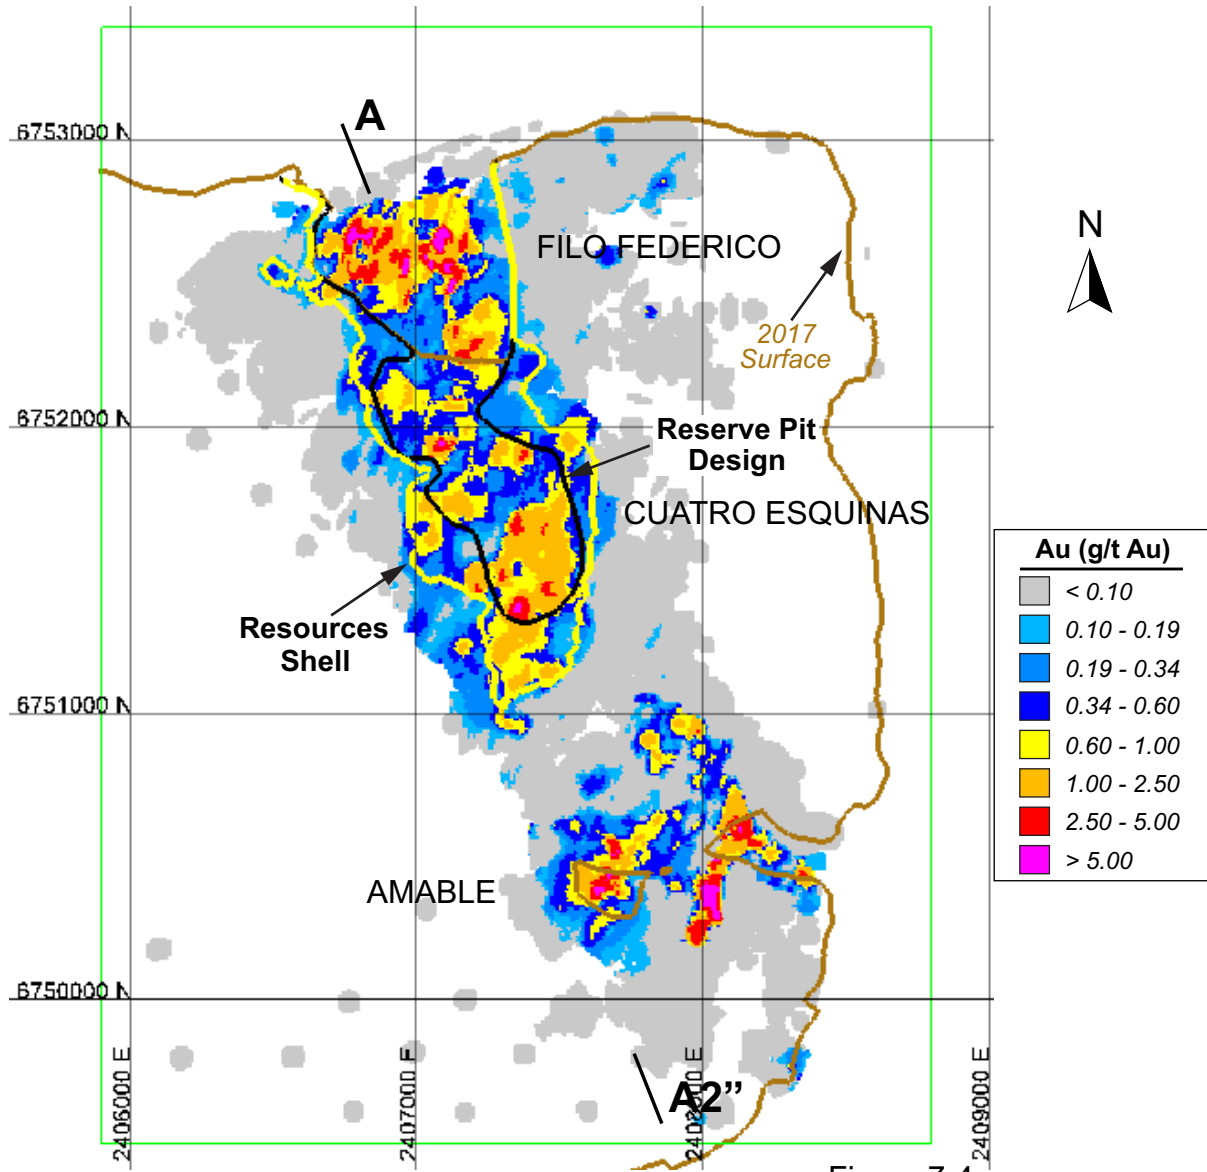 A
6753000 N
N
FILO FEDERICO
2017
Surface
6752000 N
Reserve Pit
Design
CUATRO ESQUINAS
Au (g/t Au)
< 0.10
0.10 - 0.19
0.19 - 0.34
0.34 - 0.60
0.60 - 1.00
1.00 - 2.50
2.50 - 5.00
> 5.00
Resources
Shell
6751000 N
AMABLE
6750000 N
2406000 E
2407000 E
2408000 E
2409000 E
A2”